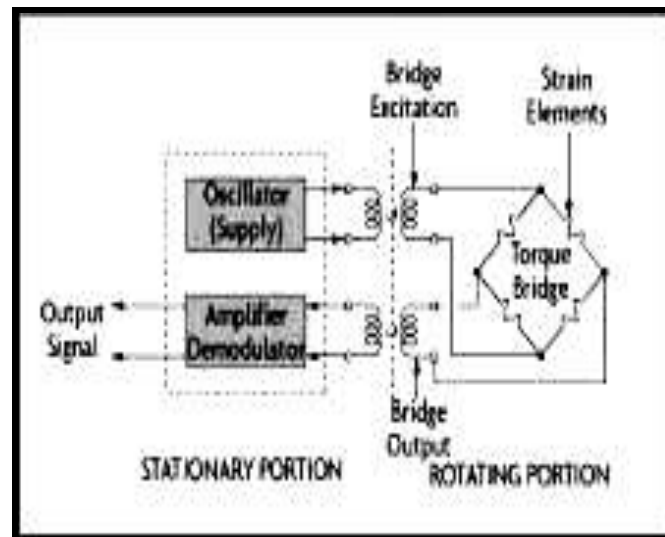 Bridge
Excitation
Strain
Elements
Oscillator
(Supply)
Torque
Bridge
Output
Signal
Amplifier
Demodulator
Bridge
Output
STATIONARY PORTION
ROTATING PORTION